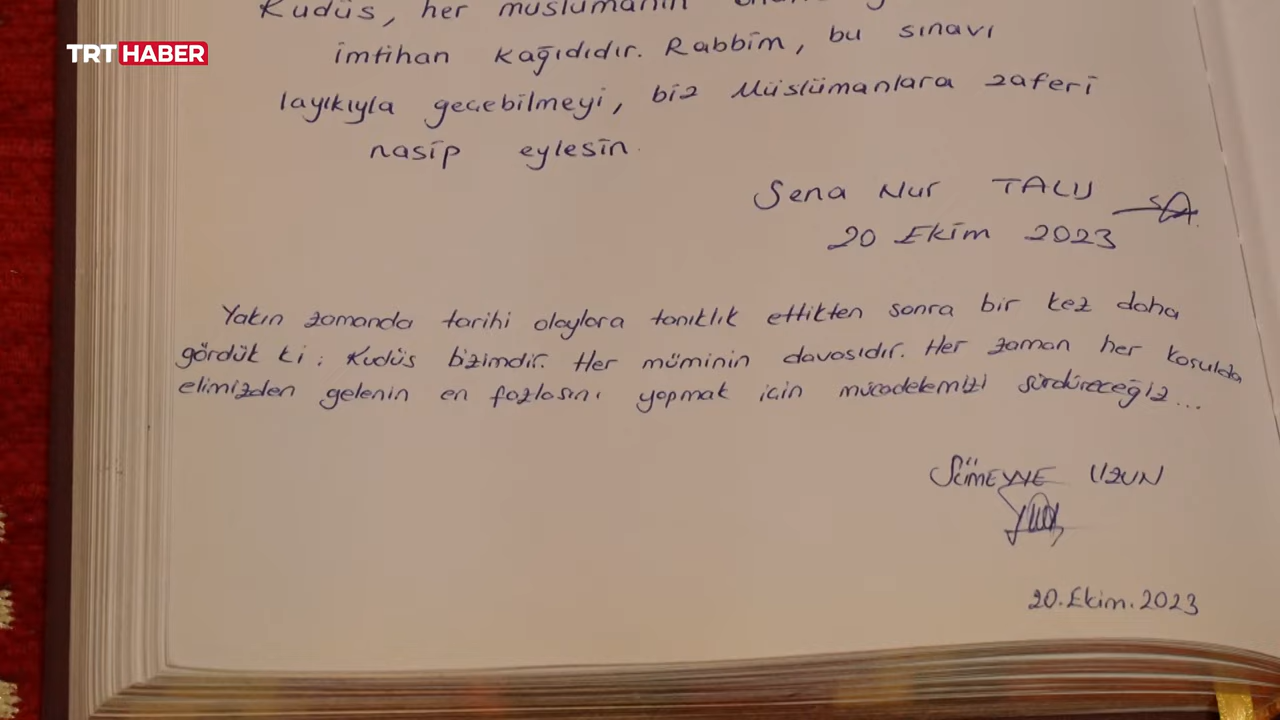 TRT HABER
Kudüs, her müslümanın
imtihan kağıdıdır. Rabbim, bu sınavı
layıkıyla geçebilmeyi, biz Müslümanlara zaferi
nasip eylesin.
Sena Nur TALU
20 Ekim 2023
Yakın zamanda tarihi olaylara tanıklık ettikten sonra bir kez daha
gördük ki; Kudüs bizimdir. Her müminin davasıdır. Her zaman her koşulda
elimizden gelenin en fazlasını yapmak için mücadelemizi sürdüreceğiz...
SÜMEYYE UZUN
20.Ekim.2023